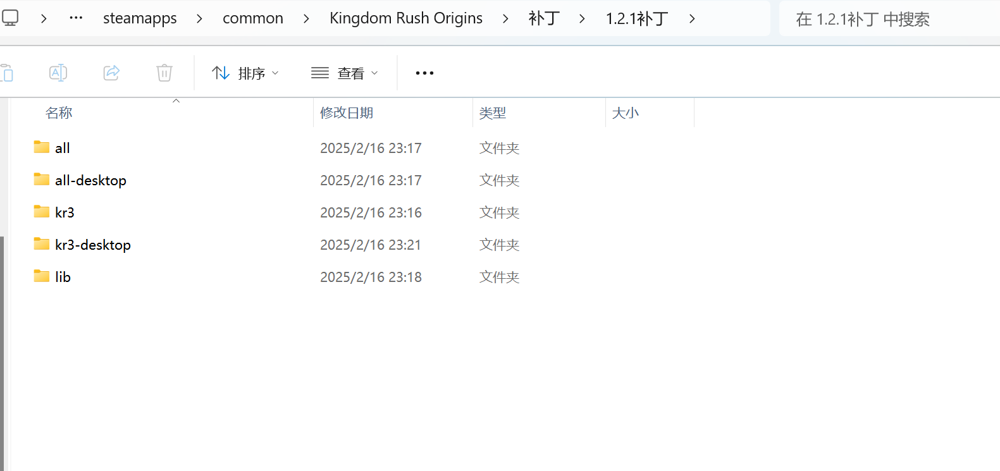 steamapps > common > Kingdom Rush Origins > 补丁 > 1.2.1补丁 > 在 1.2.1补丁 中搜索
排序 查看
名称 修改日期 类型 大小
all 2025/2/16 23:17 文件夹
all-desktop 2025/2/16 23:17 文件夹
kr3 2025/2/16 23:16 文件夹
kr3-desktop 2025/2/16 23:21 文件夹
lib 2025/2/16 23:18 文件夹